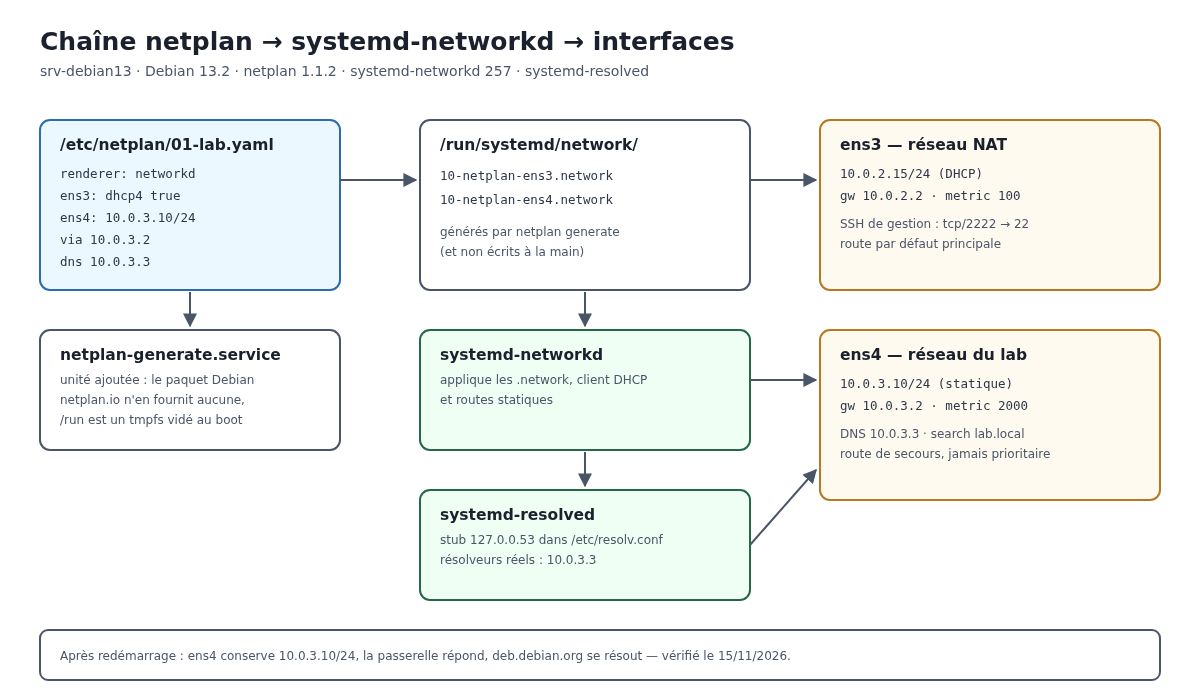 Chaîne netplan → systemd-networkd → interfaces
srv-debian13 · Debian 13.2 · netplan 1.1.2 · systemd-networkd 257 · systemd-resolved
/etc/netplan/01-lab.yaml
renderer: networkd
ens3: dhcp4 true
ens4: 10.0.3.10/24
via 10.0.3.2
dns 10.0.3.3
/run/systemd/network/
10-netplan-ens3.network
10-netplan-ens4.network
générés par netplan generate
(et non écrits à la main)
ens3 — réseau NAT
10.0.2.15/24 (DHCP)
gw 10.0.2.2 · metric 100
SSH de gestion : tcp/2222 → 22
route par défaut principale
netplan-generate.service
unité ajoutée : le paquet Debian
netplan.io n'en fournit aucune,
/run est un tmpfs vidé au boot
systemd-networkd
applique les .network, client DHCP
et routes statiques
ens4 — réseau du lab
10.0.3.10/24 (statique)
gw 10.0.3.2 · metric 2000
DNS 10.0.3.3 · search lab.local
route de secours, jamais prioritaire
systemd-resolved
stub 127.0.0.53 dans /etc/resolv.conf
résolveurs réels : 10.0.3.3
Après redémarrage : ens4 conserve 10.0.3.10/24, la passerelle répond, deb.debian.org se résout — vérifié le 15/11/2026.